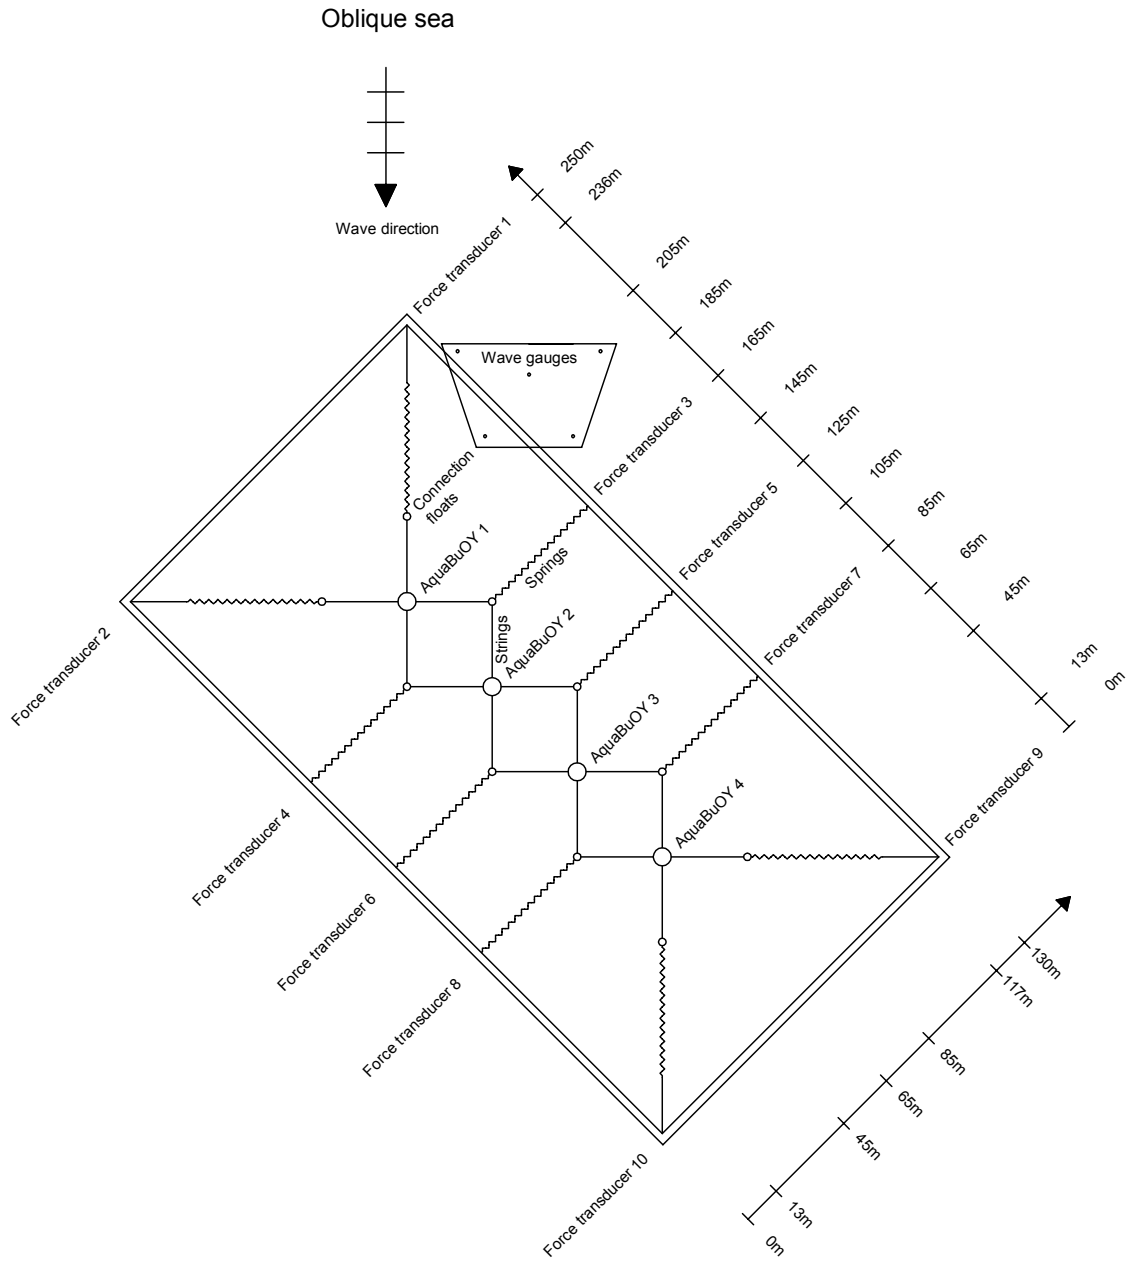 Oblique sea
Wave direction
250m
236m
205m
185m
165m
145m
125m
105m
85m
65m
45m
13m
0m
Force transducer 1
Wave gauges
Force transducer 3
Connection
floats
Force transducer 5
AquaBuOY 1
Springs
Force transducer 7
Strings
AquaBuOY 2
Force transducer 2
AquaBuOY 3
AquaBuOY 4
Force transducer 9
Force transducer 4
Force transducer 6
Force transducer 8
Force transducer 10
130m
117m
85m
65m
45m
13m
0m